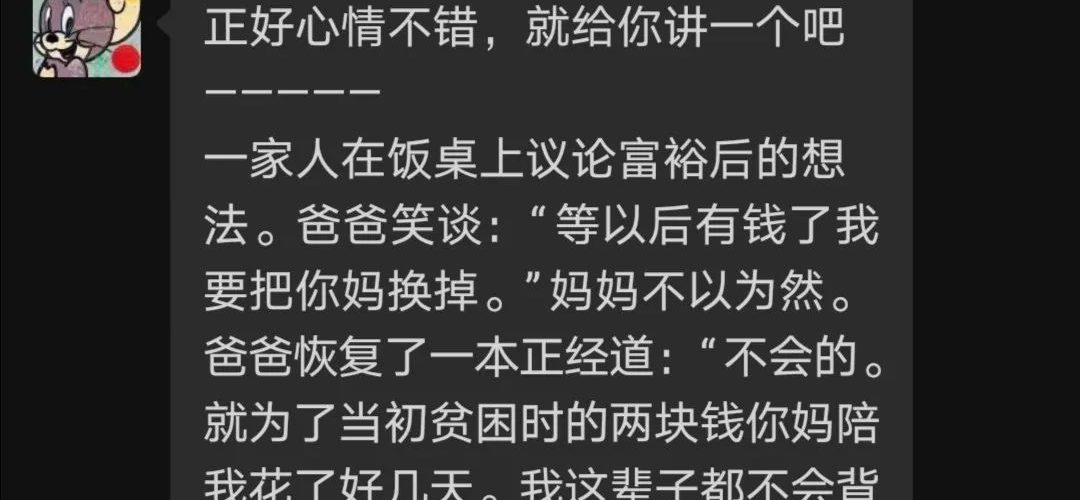 正好心情不错，就给你讲一个吧
—————
一家人在饭桌上议论富裕后的想
法。爸爸笑谈：“等以后有钱了我
要把你妈换掉。”妈妈不以为然。
爸爸恢复了一本正经道：“不会的。
就为了当初贫困时的两块钱你妈陪
我花了好几天。我这辈子都不会背